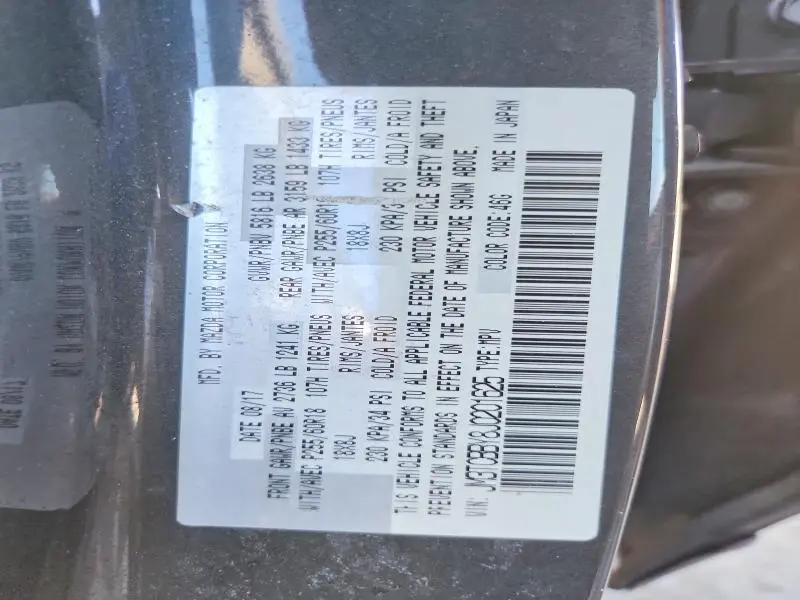 MFD. BY MAZDA MOTOR CORPORATION
DATE 08/17 GVWR/PNBV 5816 LB 2638 KG
FRONT GAWR/PNBE AV 2736 LB 1241 KG REAR GAWR/PNBE AR 3159 LB 1433 KG
WITH/AVEC P255/60R18 107H TIRES/PNEUS WITH/AVEC P255/60R18 107H TIRES/PNEUS
18X8J RIMS/JANTES 18X8J RIMS/JANTES
230 KPA/34 PSI COLD/A FROID 230 KPA/ PSI COLD/A FROID
THIS VEHICLE CONFORMS TO ALL APPLICABLE FEDERAL MOTOR VEHICLE SAFETY AND THEFT
PREVENTION STANDARDS IN EFFECT ON THE DATE OF MANUFACTURE SHOWN ABOVE.
VIN: TYPE:MPV COLOR CODE:46G MADE IN JAPAN